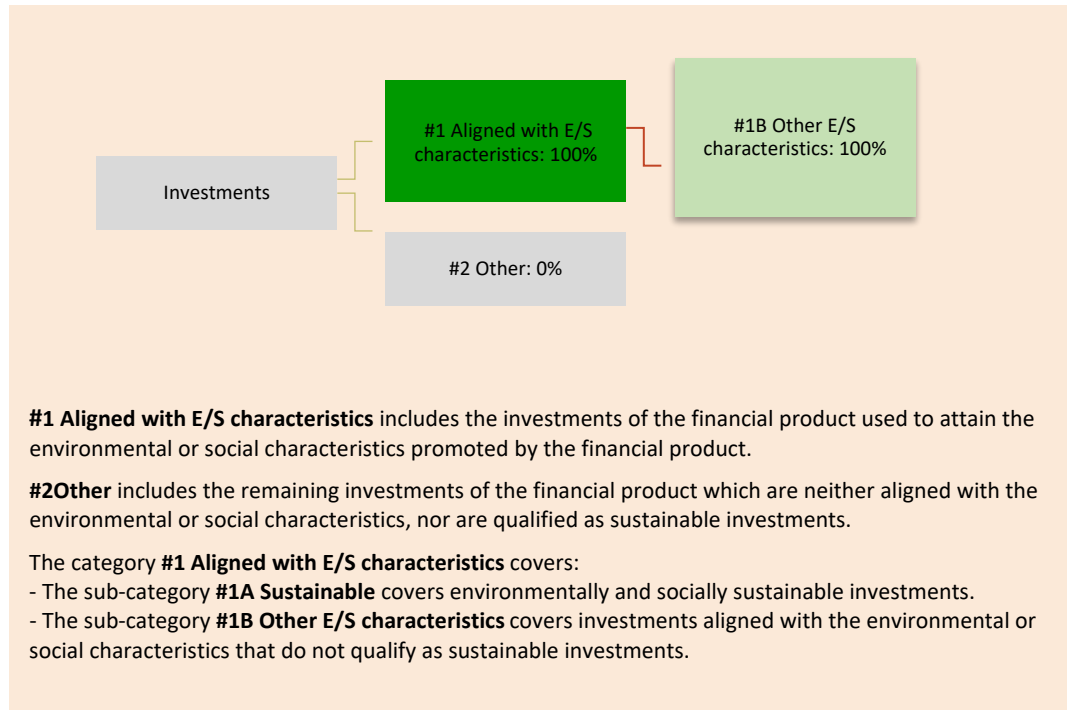 #1 Aligned with E/S
characteristics: 100%
#1B Other E/S
characteristics: 100%
Investments
#2 Other: 0%
#1 Aligned with E/S characteristics includes the investments of the financial product used to attain the
environmental or social characteristics promoted by the financial product.
#2Other includes the remaining investments of the financial product which are neither aligned with the
environmental or social characteristics, nor are qualified as sustainable investments.
The category #1 Aligned with E/S characteristics covers:
- The sub-category #1A Sustainable covers environmentally and socially sustainable investments.
- The sub-category #1B Other E/S characteristics covers investments aligned with the environmental or
social characteristics that do not qualify as sustainable investments.